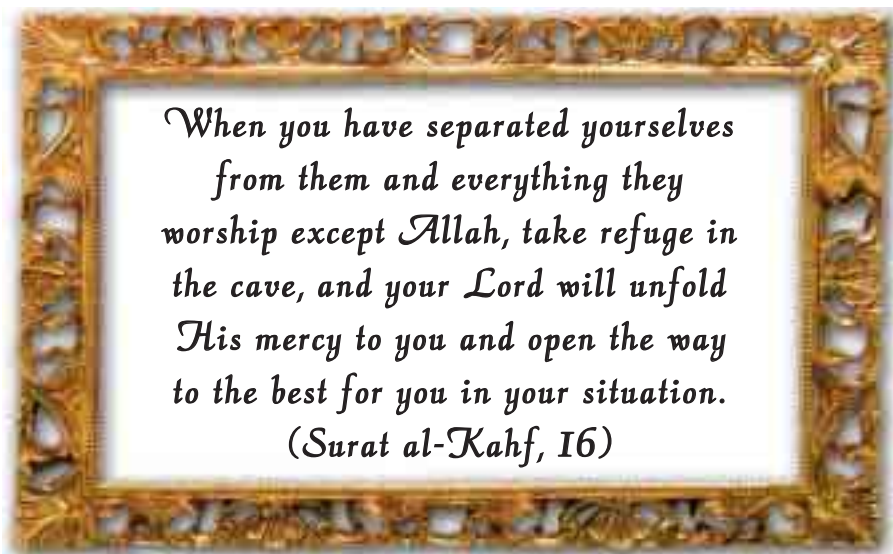 When you have separated yourselves
from them and everything they
worship except Allah, take refuge in
the cave, and your Lord will unfold
His mercy to you and open the way
to the best for you in your situation.
(Surat al-Kahf, 16)